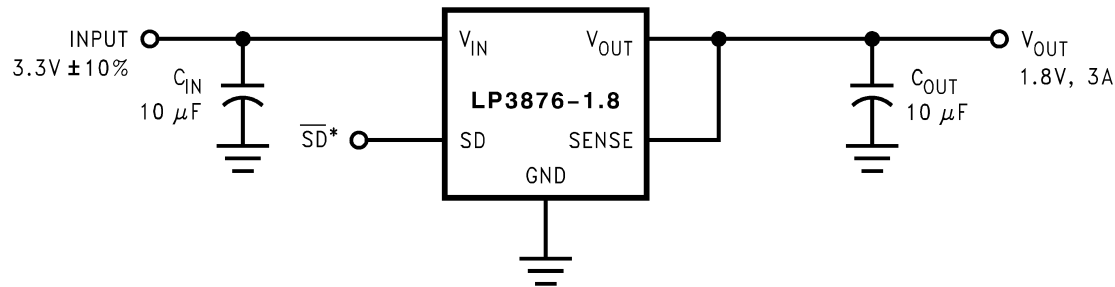 INPUT
3.3V ±10%
C_IN
10 μF
SD*
V_IN
V_OUT
LP3876-1.8
SD
SENSE
GND
C_OUT
10 μF
V_OUT
1.8V, 3A